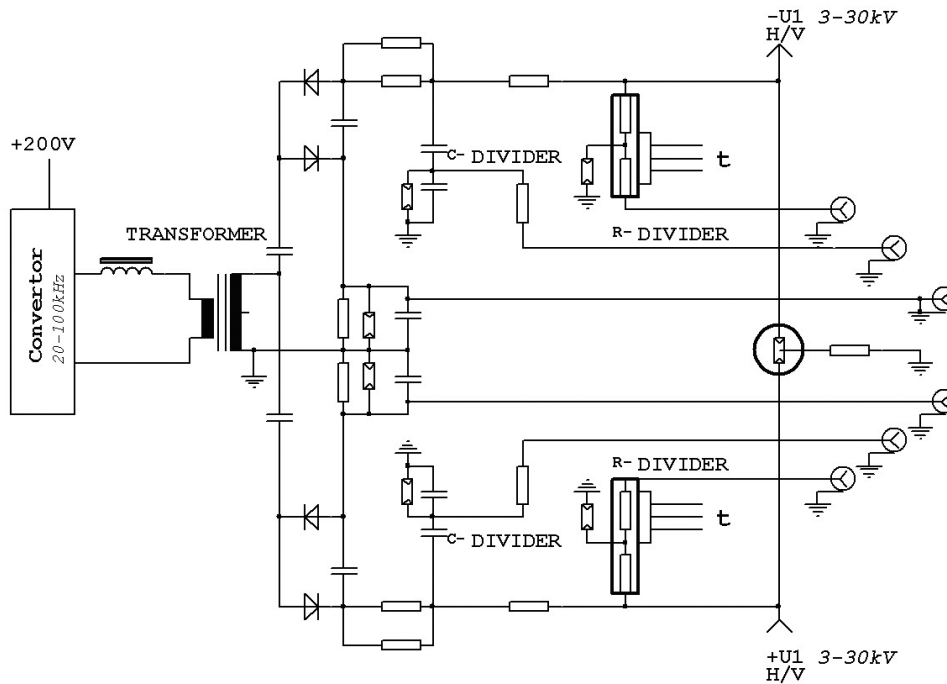 -U1 3-30kV
H/V
+200V
C- DIVIDER
t
TRANSFORMER
R- DIVIDER
Convertor
20-100kHz
R- DIVIDER
t
C- DIVIDER
+U1 3-30kV
H/V